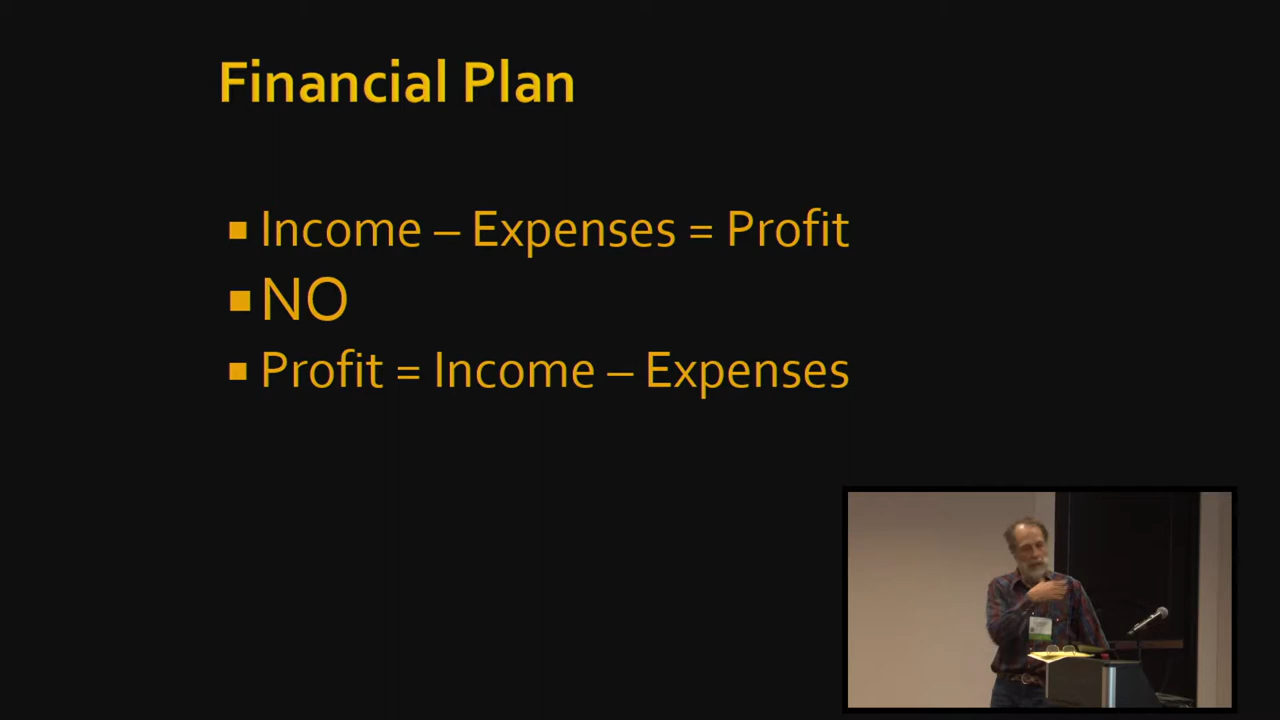 Financial Plan
Income – Expenses = Profit
NO
Profit = Income – Expenses